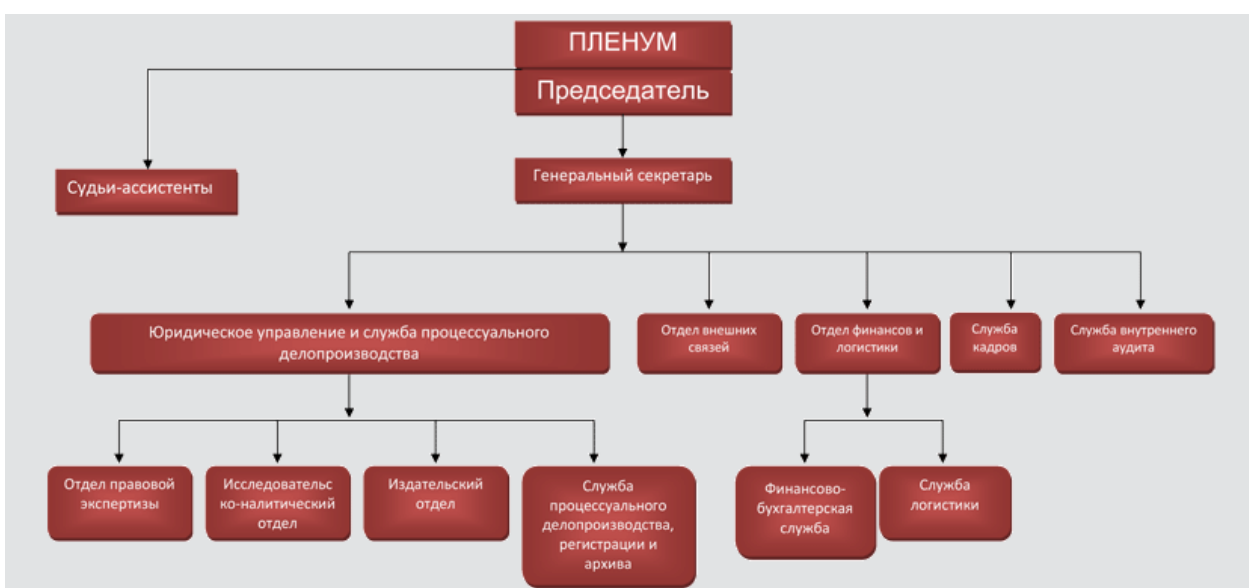 ПЛЕНУМ
Председатель
Судьи-ассистенты
Генеральный секретарь
Юридическое управление и служба процессуального
делопроизводства
Отдел внешних
связей
Отдел финансов и
логистики
Служба
кадров
Служба внутреннего
аудита
Отдел правовой
экспертизы
Исследовательс
ко-налитический
отдел
Издательский
отдел
Служба
процессуального
делопроизводства,
регистрации и
архива
Финансово-
бухгалтерская
служба
Служба
логистики